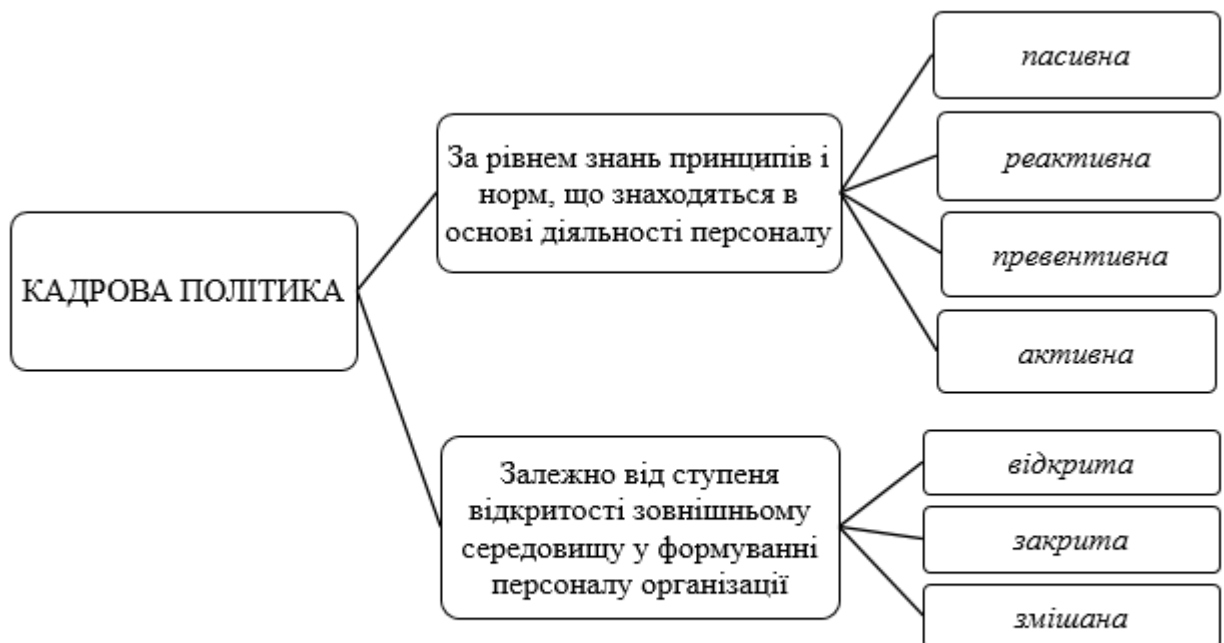 КАДРОВА ПОЛІТИКА
За рівнем знань принципів і
норм, що знаходяться в
основі діяльності персоналу
пасивна
реактивна
превентивна
активна
Залежно від ступеня
відкритості зовнішньому
середовищу у формуванні
персоналу організації
відкрита
закрита
змішана